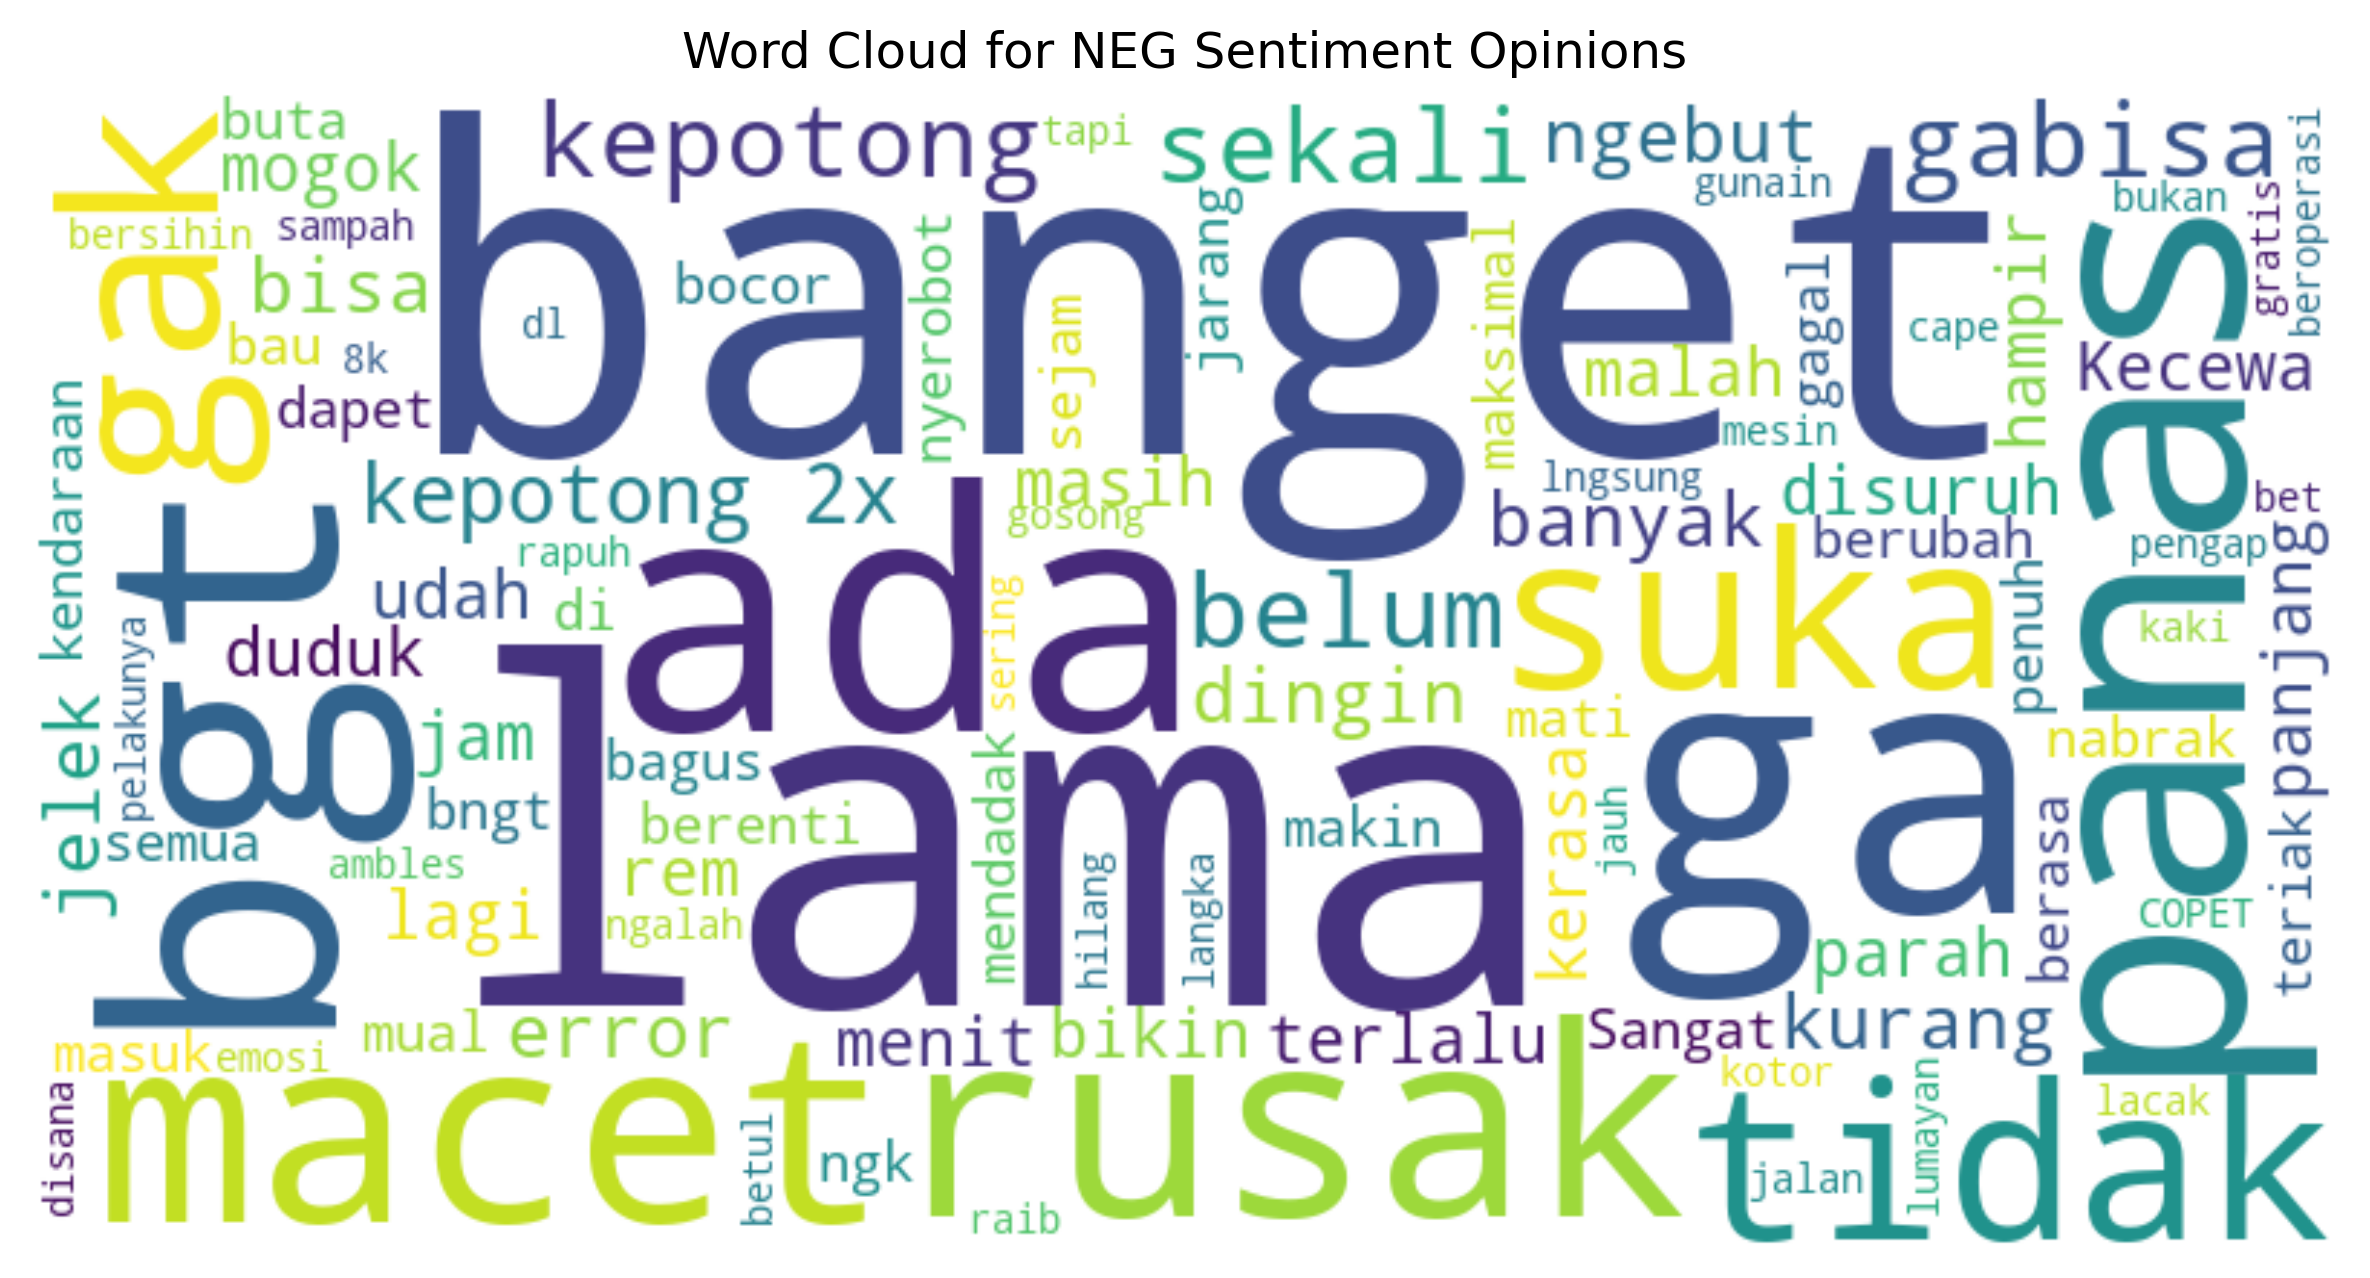 Word Cloud for NEG Sentiment Opinions
buta
kepotong
tapi
sekali
ngebut
gabisa
beroperasi
mogok
gunain
bukan
gratis
gak
bersihin
sampah
banget
jarang
nyerobot
maksimal
hampir
bisa
bocor
dl
sejam
gagal
cape
bau
8k
malah
Kecewa
dapet
mesin
panas
kendaraan
kepotong 2x
masih
lngsung
disuruh
bet
gosong
banyak
berubah
pengap
rapuh
bgt
udah
di
ada
sering
belum
suka
penuh
kaki
panjang
pelakunya
duduk
dingin
mati
nabrak
jelek
jam
bagus
mendadak
lama
ga
kerasa
jauh
bngt
berenti
makin
semua
ambles
rem
hilang
langka
berasa
teriak
lagi
ngalah
parah
COPET
masuk
emosi
mual
error
menit
bikin
terlalu
Sangat
kurang
kotor
lacak
disana
macet
betul
ngk
rusak
raib
tidak
jalan
lumayan